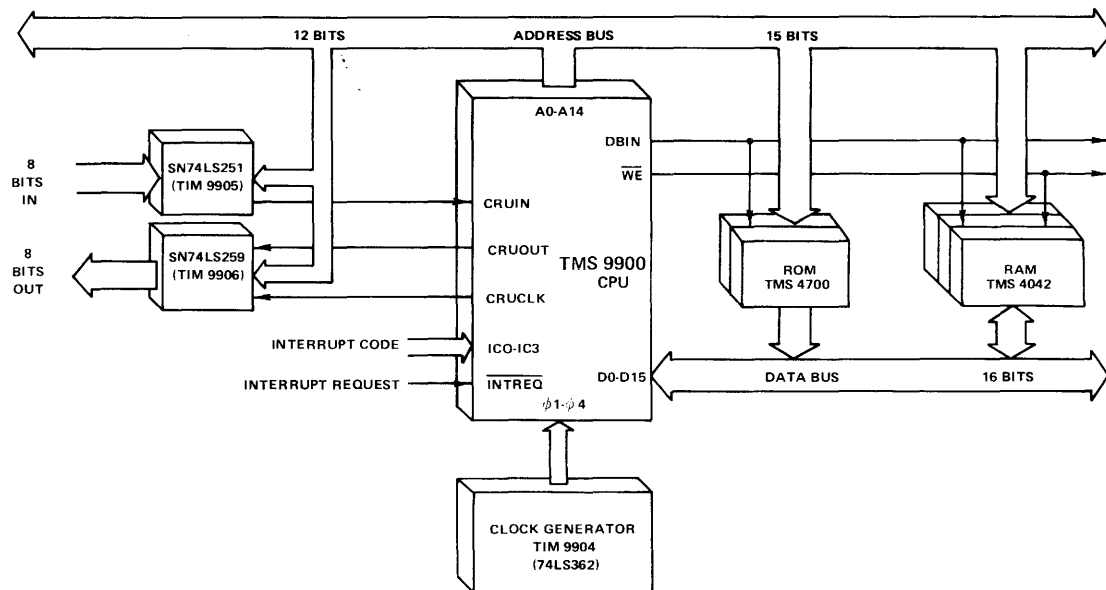 12 BITS
ADDRESS BUS
15 BITS
A0-A14
DBIN
WE
8
BITS
IN
SN74LS251
(TIM 9905)
CRUIN
8
BITS
OUT
SN74LS259
(TIM 9906)
CRUOUT
CRUCLK
TMS 9900
CPU
ROM
TMS 4700
RAM
TMS 4042
INTERRUPT CODE
IC0-IC3
INTERRUPT REQUEST
INTREQ
D0-D15
DATA BUS
16 BITS
ϕ1-ϕ4
CLOCK GENERATOR
TIM 9904
(74LS362)